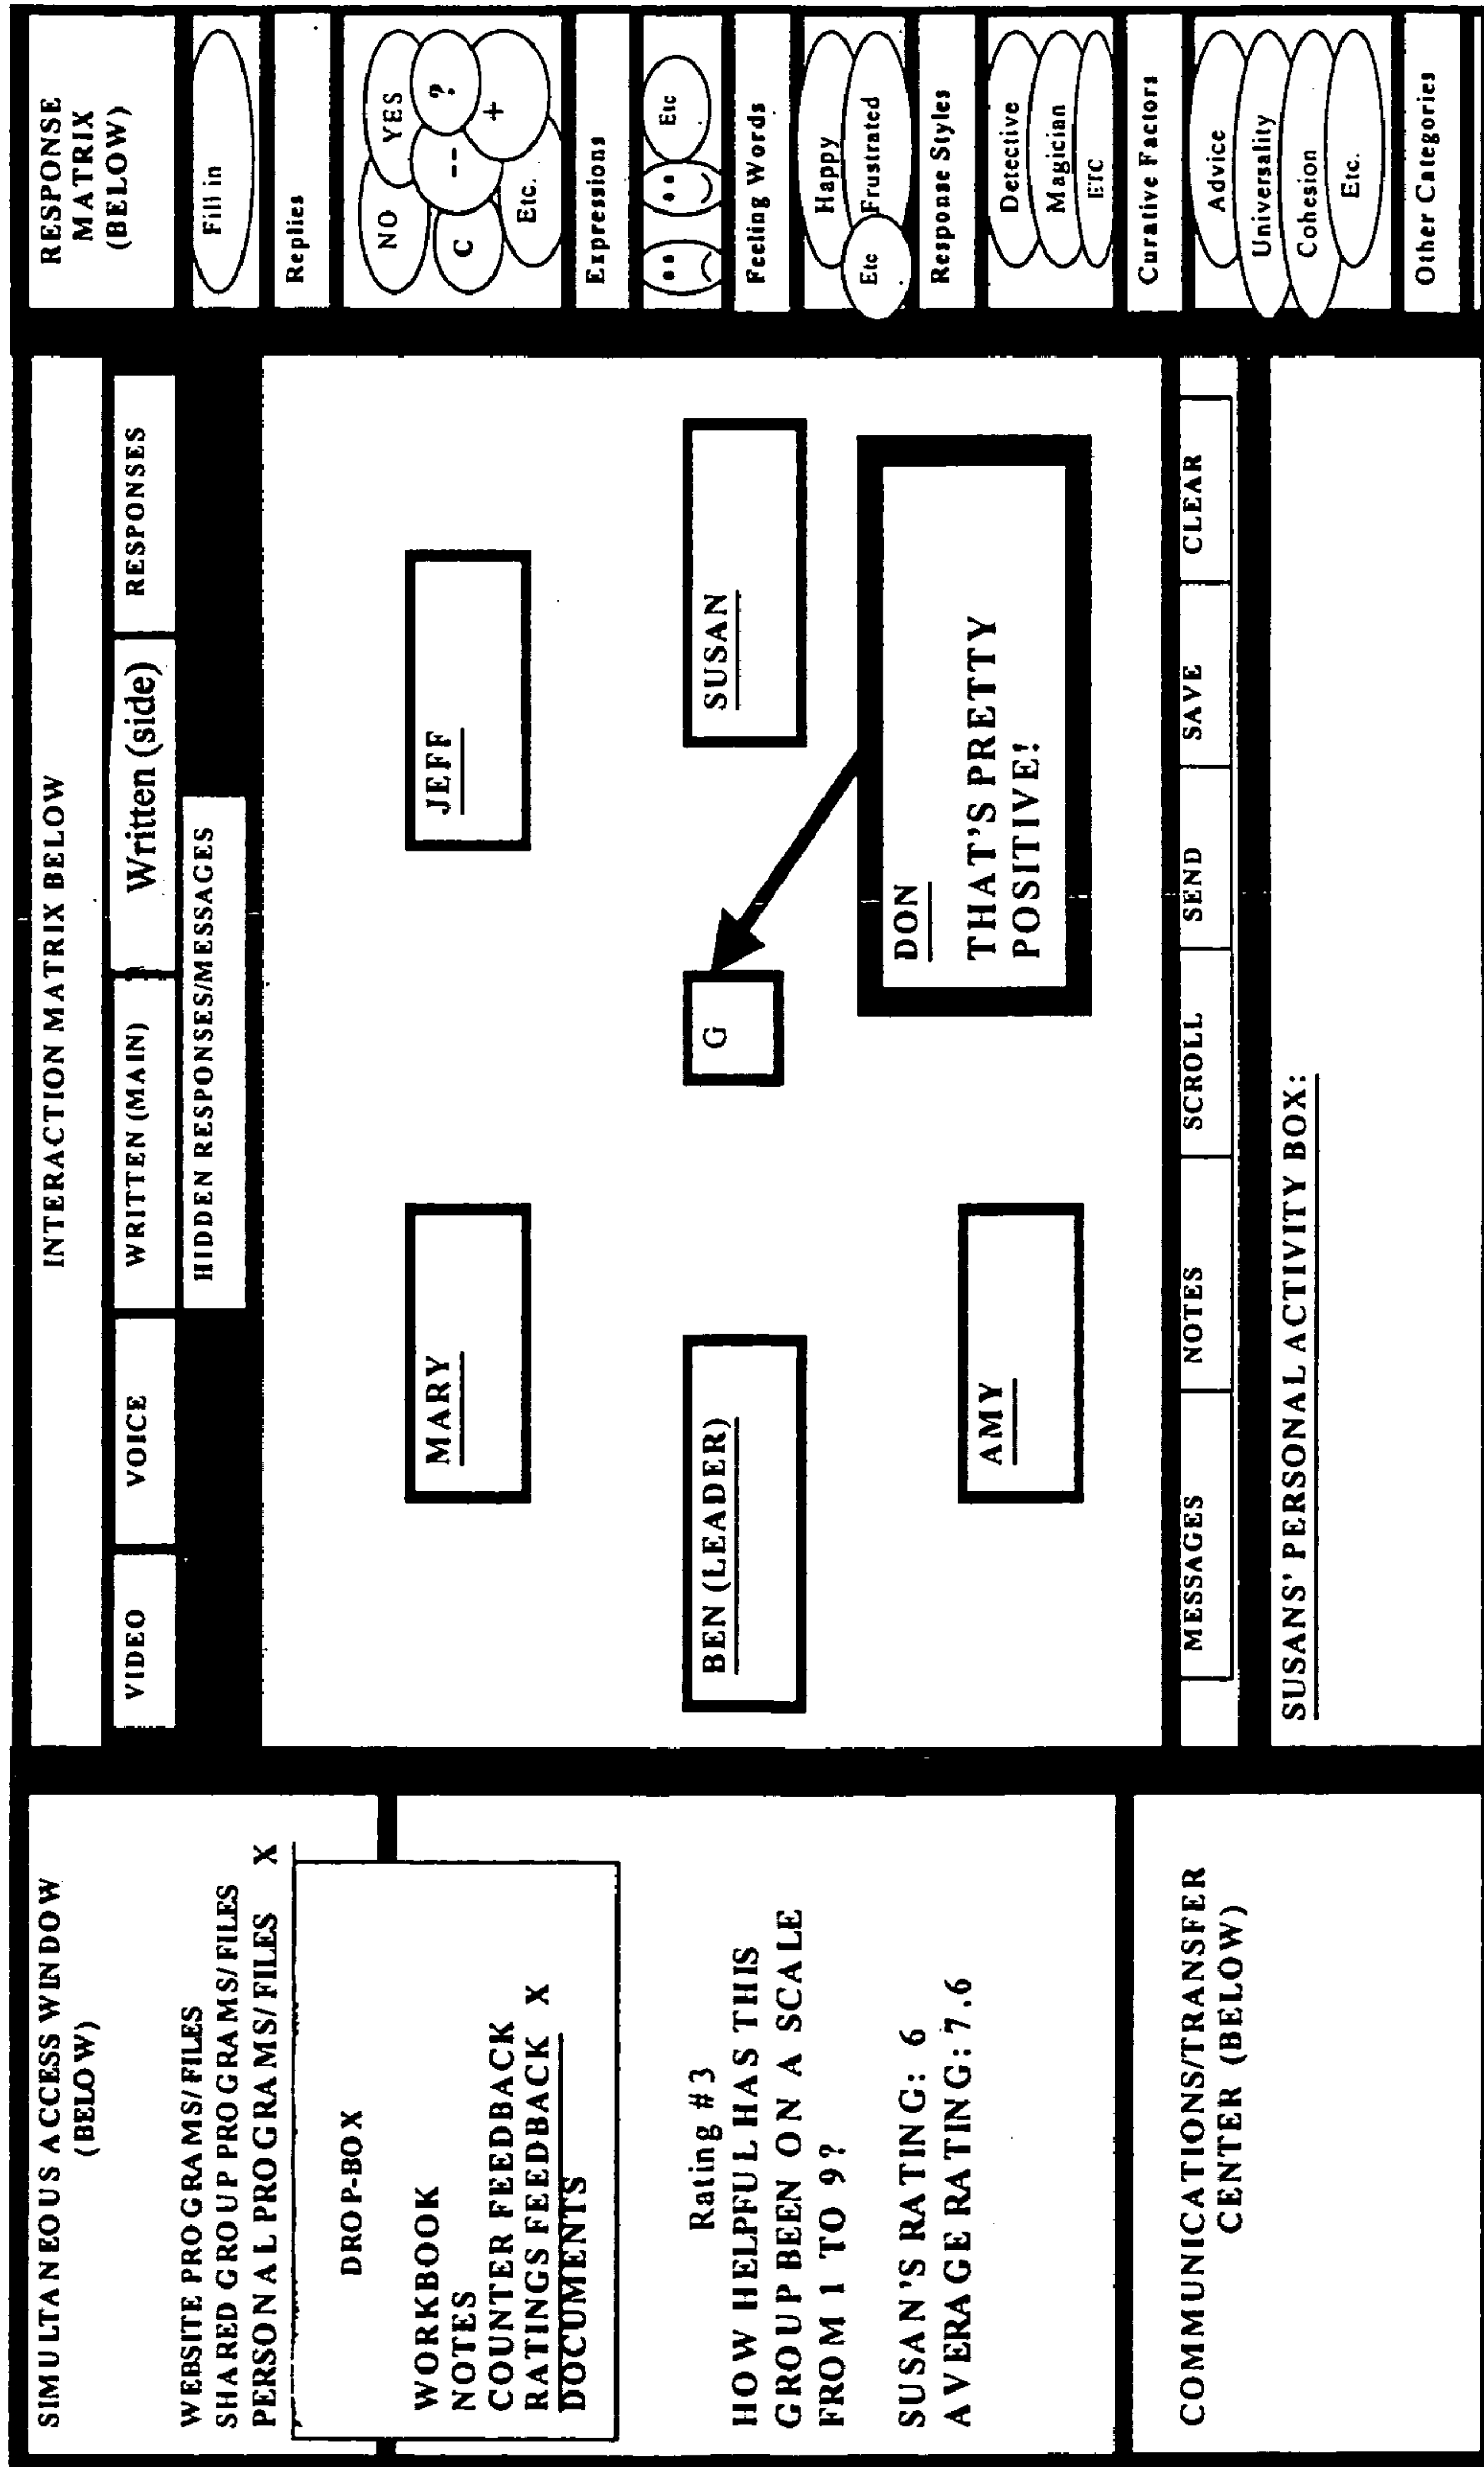 SIMULTANEOUS ACCESS WINDOW
(BELOW)
WEBSITE PROGRAMS/FILES
SHARED GROUP PROGRAMS/FILES
PERSONAL PROGRAMS/FILES X
DROP-BOX
WORKBOOK
NOTES
COUNTER FEEDBACK
RATINGS FEEDBACK X
DOCUMENTS
Rating #3
HOW HELPFUL HAS THIS
GROUP BEEN ON A SCALE
FROM 1 TO 9?
SUSAN'S RATING: 6
AVERAGE RATING: 7.6
COMMUNICATIONS/TRANSFER
CENTER (BELOW)
INTERACTION MATRIX BELOW
VIDEO VOICE WRITTEN (MAIN) Written (side) RESPONSES
HIDDEN RESPONSES/MESSAGES
MARY JEFF
BEN (LEADER) G SUSAN
AMY
DON
THAT'S PRETTY
POSITIVE!
MESSAGES NOTES SCROLL SEND SAVE CLEAR
SUSANS' PERSONAL ACTIVITY BOX:
RESPONSE
MATRIX
(BELOW)
Fill in
Replies
NO YES
C -- ?
Etc. +
Expressions
Etc
Feeling Words
Happy
Etc Frustrated
Response Styles
Detective
Magician
ETC
Curative Factors
Advice
Universality
Cohesion
Etc.
Other Categories